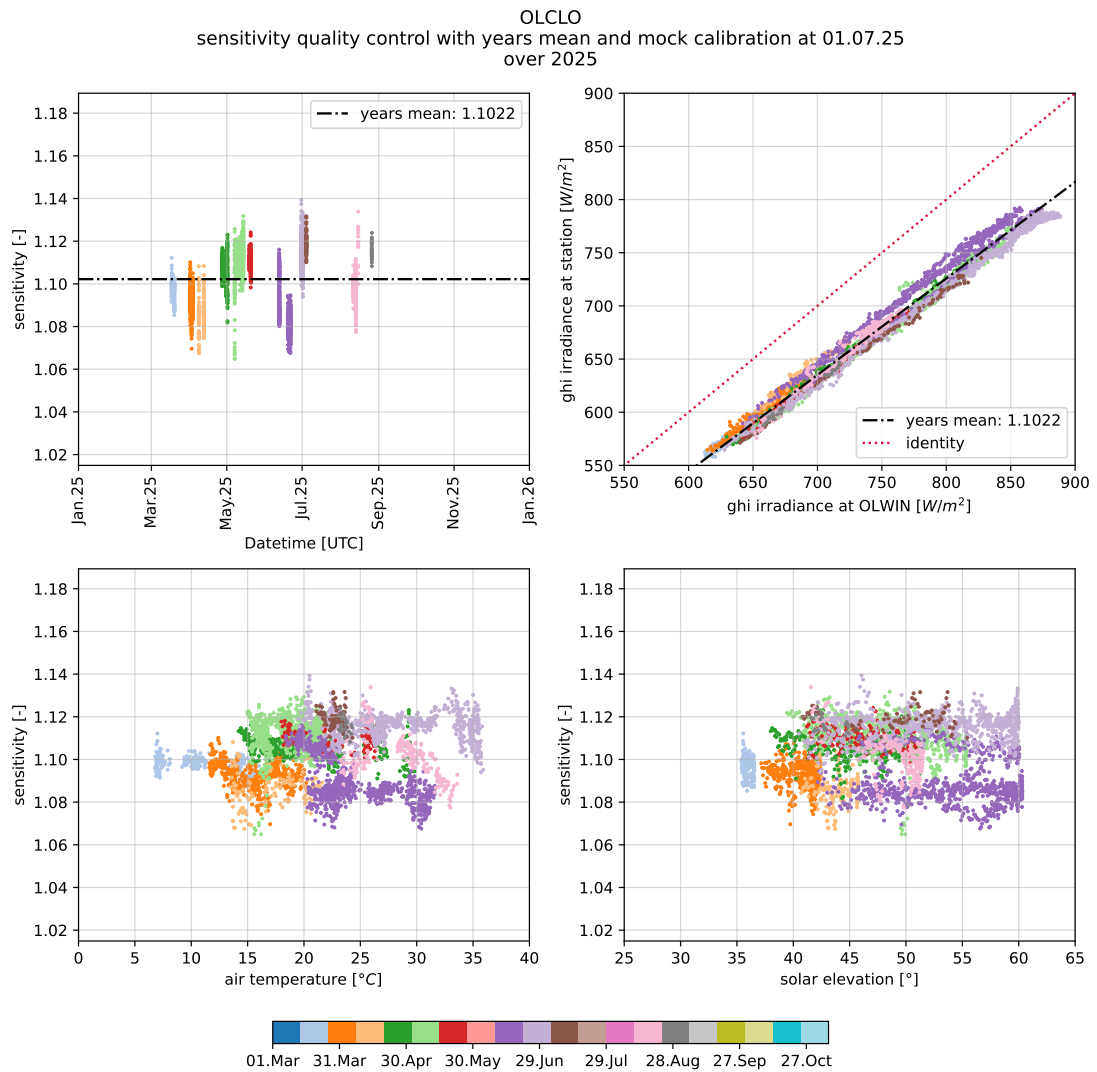 OLCLO
sensitivity quality control with years mean and mock calibration at 01.07.25
over 2025
1.18
1.16
1.14
1.12
1.10
1.08
1.06
1.04
1.02
sensitivity [-]
years mean: 1.1022
Jan.25
Mar.25
May.25
Jul.25
Sep.25
Nov.25
Jan.26
Datetime [UTC]
900
850
800
750
700
650
600
550
ghi irradiance at station [W/m²]
years mean: 1.1022
identity
550
600
650
700
750
800
850
900
ghi irradiance at OLWIN [W/m²]
1.18
1.16
1.14
1.12
1.10
1.08
1.06
1.04
1.02
sensitivity [-]
0
5
10
15
20
25
30
35
40
air temperature [°C]
1.18
1.16
1.14
1.12
1.10
1.08
1.06
1.04
1.02
sensitivity [-]
25
30
35
40
45
50
55
60
65
solar elevation [°]
01.Mar
31.Mar
30.Apr
30.May
29.Jun
29.Jul
28.Aug
27.Sep
27.Oct